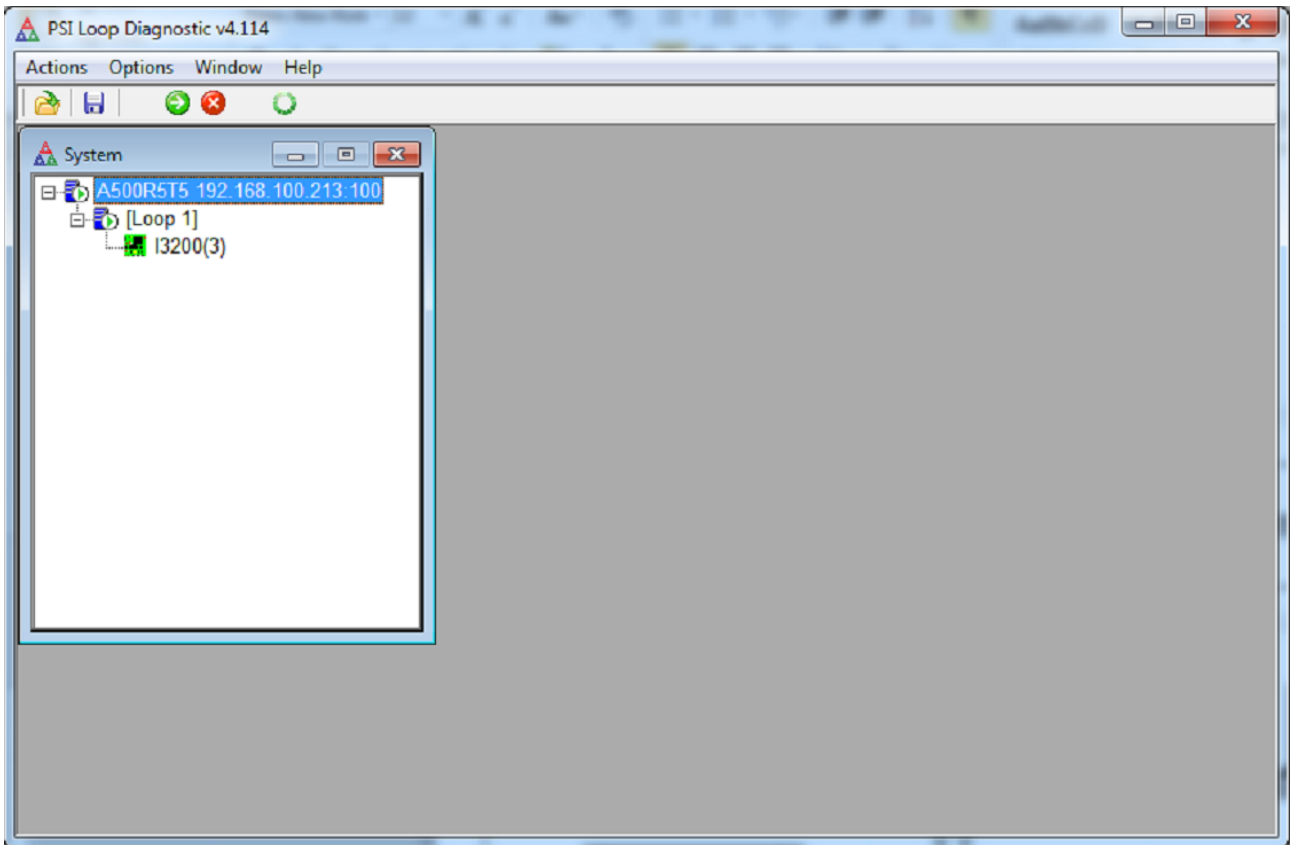 PSI Loop Diagnostic v4.114
Actions Options Window Help
System
A500R5T5 192.168.100.213:100
[Loop 1]
I3200(3)